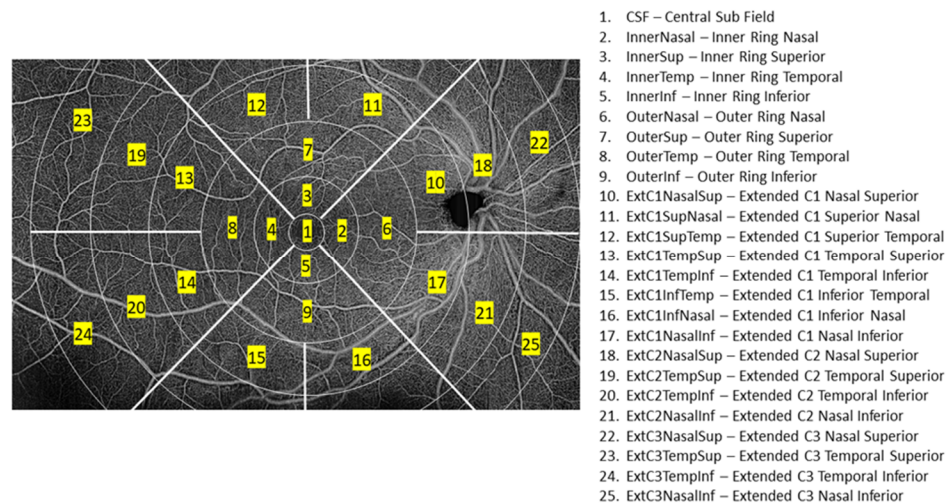 12
11
23
22
7
19
18
13
10
3
8
4
1
2
6
5
14
17
20
9
21
24
25
15
16
1. CSF – Central Sub Field
2. InnerNasal – Inner Ring Nasal
3. InnerSup – Inner Ring Superior
4. InnerTemp – Inner Ring Temporal
5. InnerInf – Inner Ring Inferior
6. OuterNasal – Outer Ring Nasal
7. OuterSup – Outer Ring Superior
8. OuterTemp – Outer Ring Temporal
9. OuterInf – Outer Ring Inferior
10. ExtC1NasalSup – Extended C1 Nasal Superior
11. ExtC1SupNasal – Extended C1 Superior Nasal
12. ExtC1SupTemp – Extended C1 Superior Temporal
13. ExtC1TempSup – Extended C1 Temporal Superior
14. ExtC1TempInf – Extended C1 Temporal Inferior
15. ExtC1InfTemp – Extended C1 Inferior Temporal
16. ExtC1InfNasal – Extended C1 Inferior Nasal
17. ExtC1NasalInf – Extended C1 Nasal Inferior
18. ExtC2NasalSup – Extended C2 Nasal Superior
19. ExtC2TempSup – Extended C2 Temporal Superior
20. ExtC2TempInf – Extended C2 Temporal Inferior
21. ExtC2NasalInf – Extended C2 Nasal Inferior
22. ExtC3NasalSup – Extended C3 Nasal Superior
23. ExtC3TempSup – Extended C3 Temporal Superior
24. ExtC3TempInf – Extended C3 Temporal Inferior
25. ExtC3NasalInf – Extended C3 Nasal Inferior